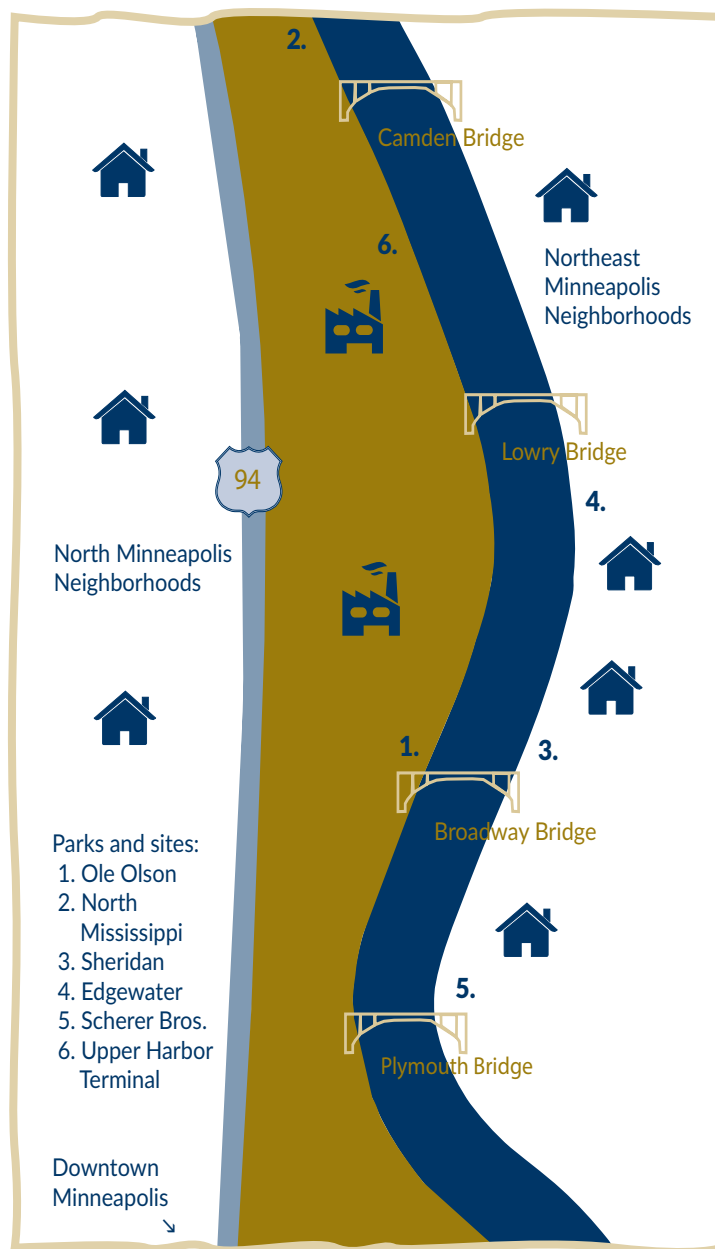 2.
Camden Bridge
6.
Northeast
Minneapolis
Neighborhoods
Lowry Bridge
94
4.
North Minneapolis
Neighborhoods
1.
3.
Broadway Bridge
Parks and sites:
1. Ole Olson
2. North
Mississippi
3. Sheridan
4. Edgewater
5. Scherer Bros.
6. Upper Harbor
Terminal
5.
Plymouth Bridge
Downtown
Minneapolis